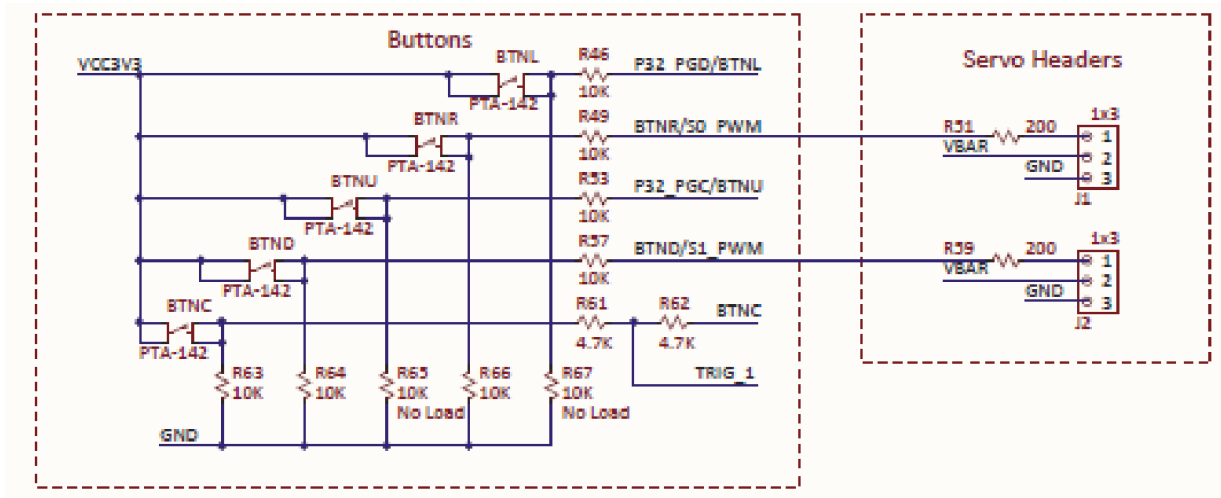 Buttons
Servo Headers
VCC3V3
BTNL
R46
P32_PGD/BTNL
10K
PTA-142
BTNR
R49
BTNR/S0_PWM
10K
PTA-142
R51
200
1x3
1
VBAR
2
GND
3
J1
BTNU
R53
P32_PGC/BTNU
10K
PTA-142
BTND
R57
BTND/S1_PWM
10K
PTA-142
R59
200
1x3
1
VBAR
2
GND
3
J2
BTNC
R61
R62
BTNC
PTA-142
4.7K
4.7K
TRIG_1
R63
10K
R64
10K
R65
10K
No Load
R66
10K
R67
10K
No Load
GND